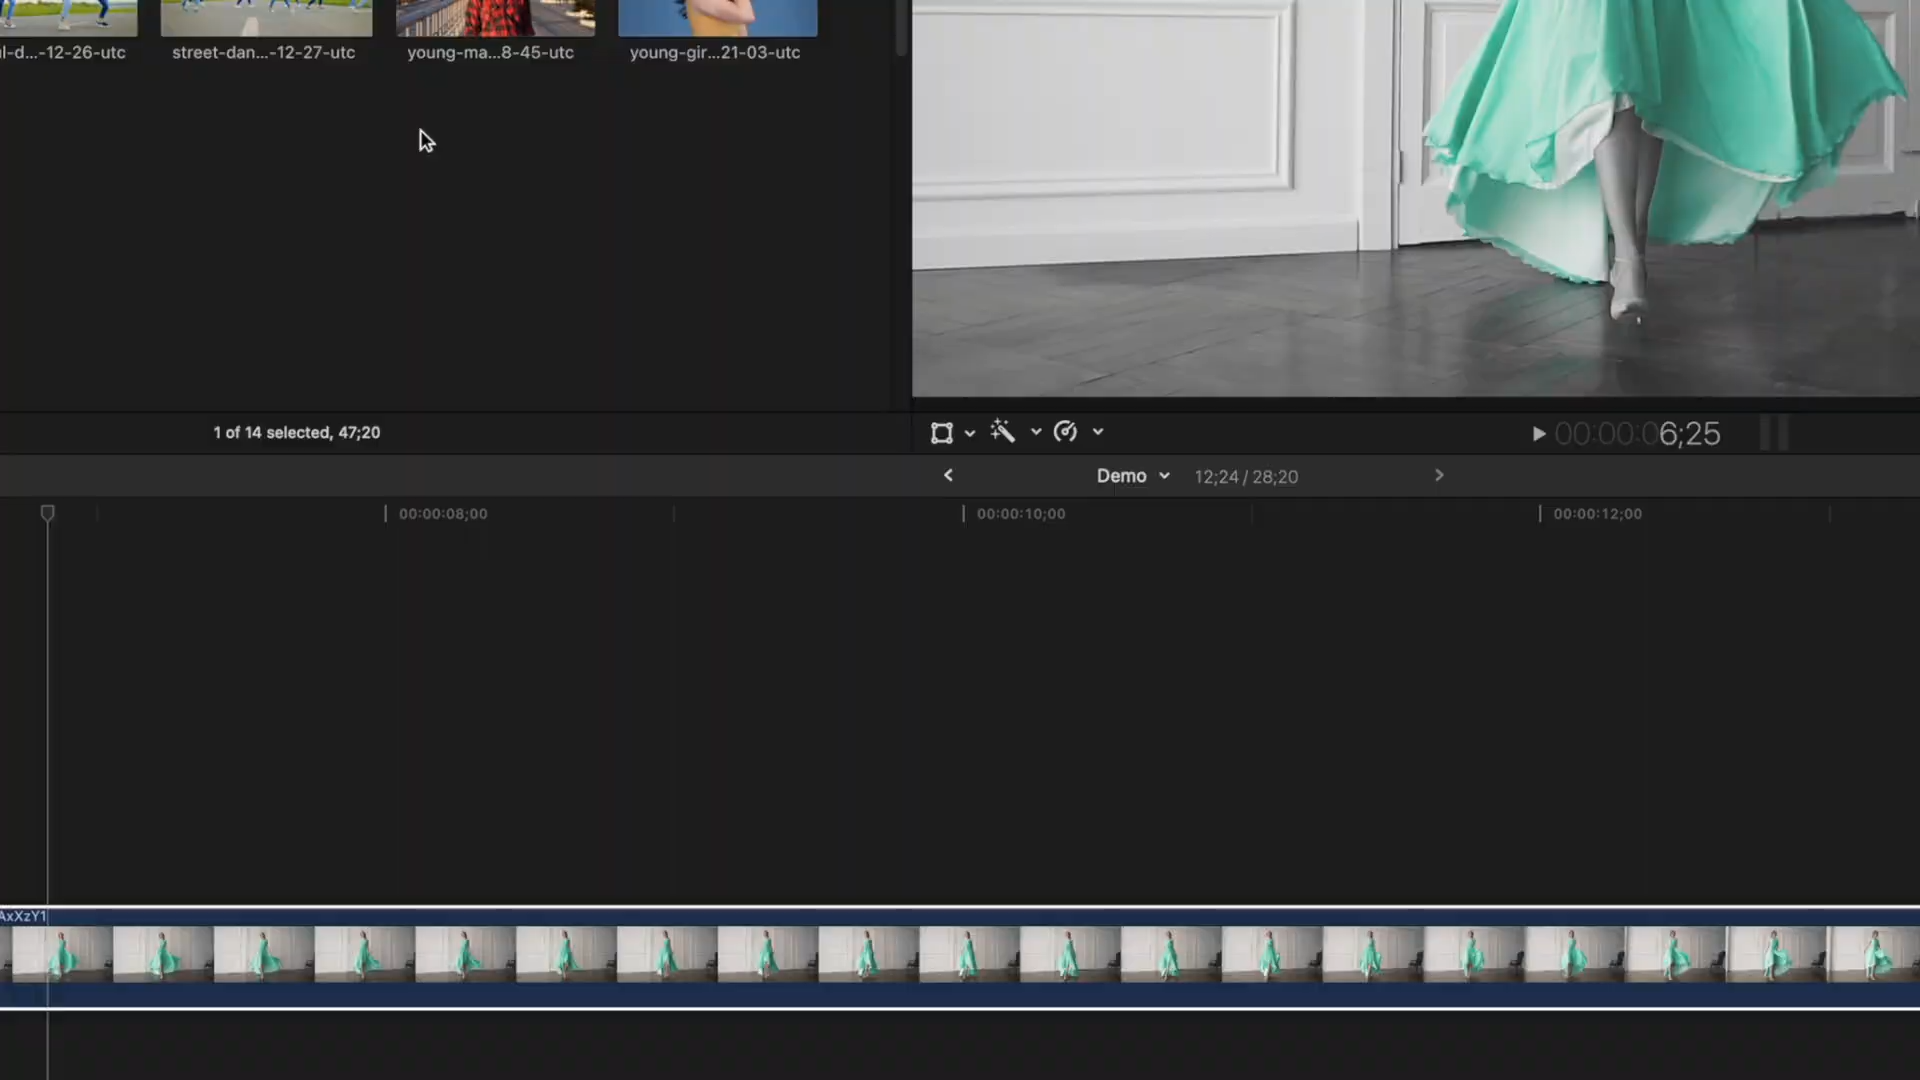 l-d...-12-26-utc
street-dan...-12-27-utc
young-ma...8-45-utc
young-gir...21-03-utc
1 of 14 selected, 47;20
00:00:06;25
Demo
12;24 / 28;20
00:00:08;00
00:00:10;00
00:00:12;00
AxXzY1